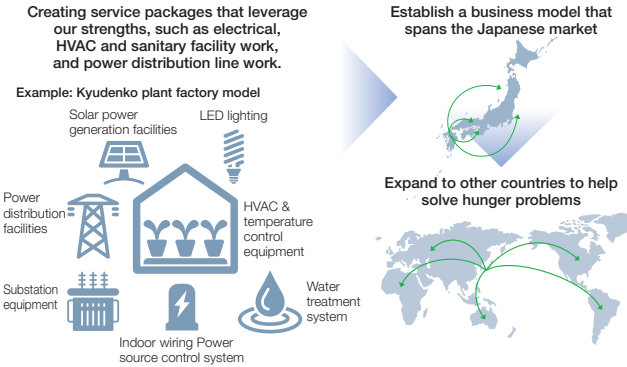 Creating service packages that leverage
our strengths, such as electrical,
HVAC and sanitary facility work,
and power distribution line work.
Example: Kyudenko plant factory model
Solar power
generation facilities
LED lighting
Power
distribution
facilities
HVAC &
temperature
control
equipment
Substation
equipment
Water
treatment
system
Indoor wiring Power
source control system
Establish a business model that
spans the Japanese market
Expand to other countries to help
solve hunger problems